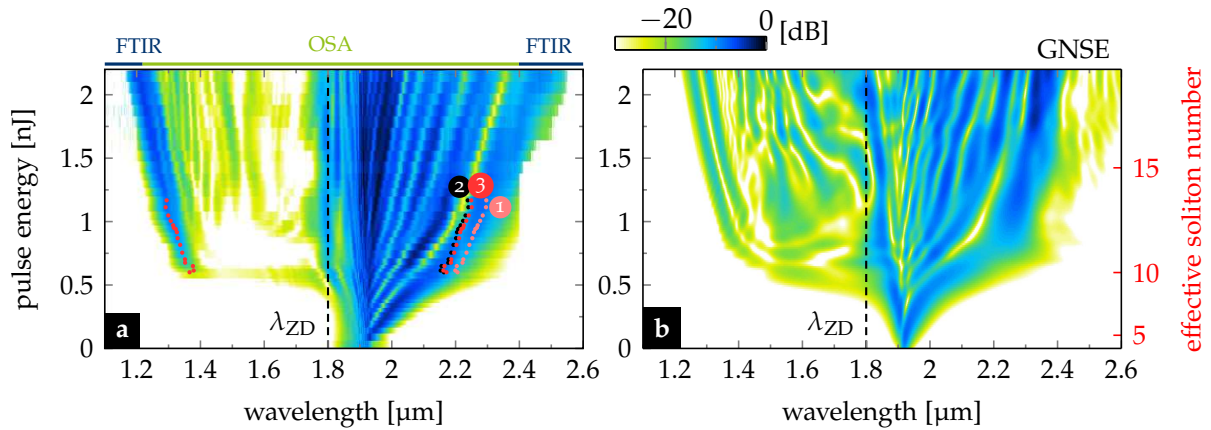 FTIR OSA FTIR
−20 0 [dB]
GNSE
pulse energy [nJ]
2
1.5
1
0.5
0
2 3
1
λZD
a
1.2 1.4 1.6 1.8 2 2.2 2.4 2.6
wavelength [µm]
2
1.5
1
0.5
0
λZD
b
1.2 1.4 1.6 1.8 2 2.2 2.4 2.6
wavelength [µm]
15
10
5
effective soliton number